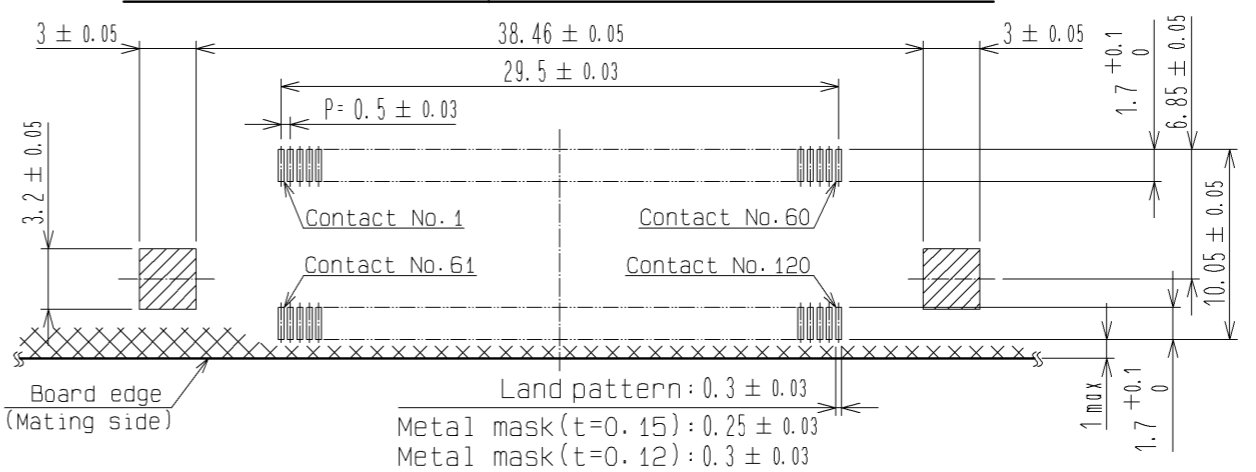 3 ± 0.05
38.46 ± 0.05
3 ± 0.05
29.5 ± 0.03
P= 0.5 ± 0.03
1.7 +0.1 0
6.85 ± 0.05
3.2 ± 0.05
Contact No.1
Contact No.60
Contact No.61
Contact No.120
10.05 ± 0.05
Board edge
(Mating side)
Land pattern:0.3 ± 0.03
Metal mask(t=0.15):0.25 ± 0.03
Metal mask(t=0.12):0.3 ± 0.03
1 max
1.7 +0.1 0